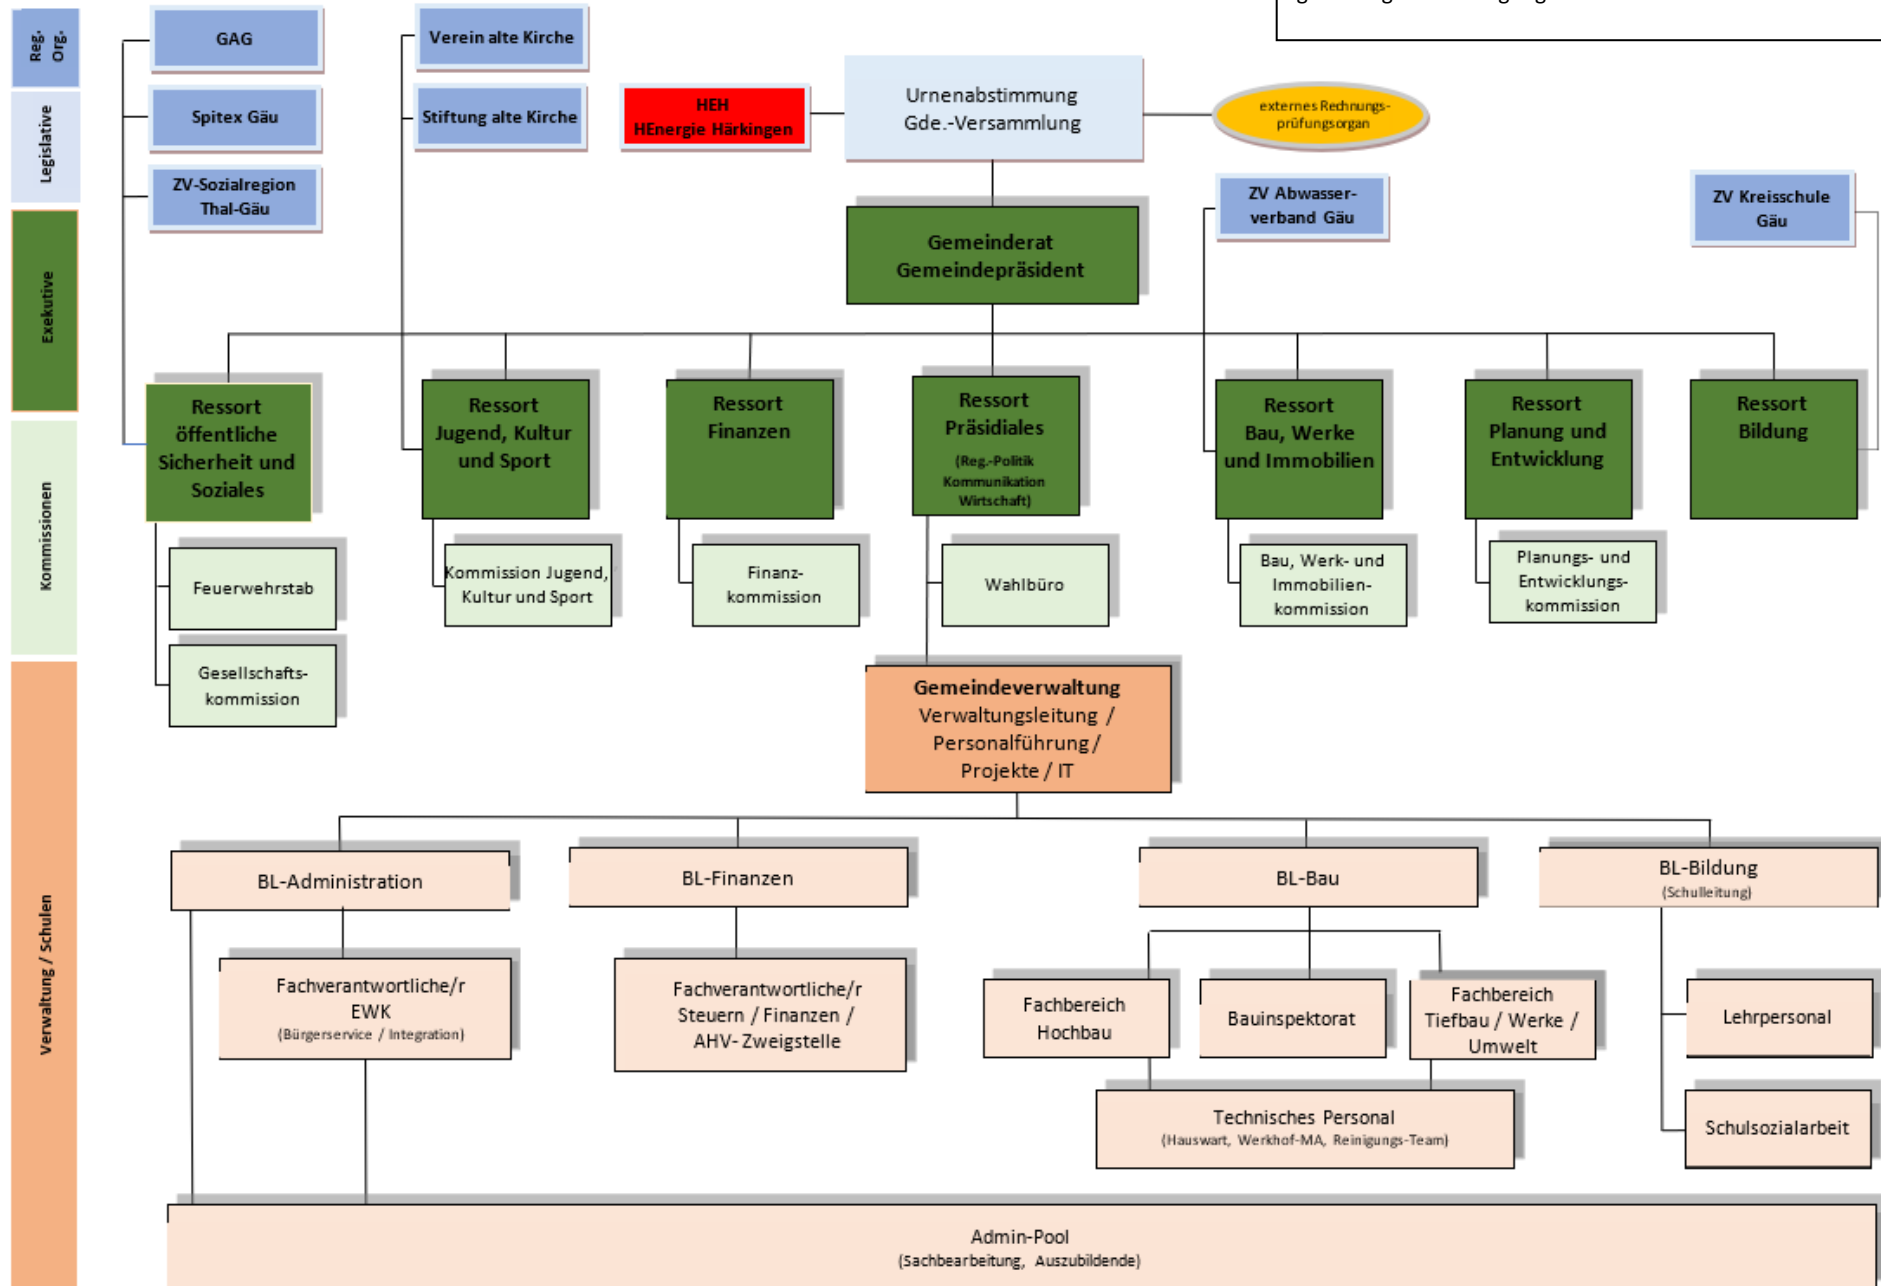 Reg.
Org.
Legislative
Exekutive
Kommissionen
Verwaltung / Schulen
GAG
Spitex Gäu
ZV-Sozialregion
Thal-Gäu
Verein alte Kirche
Stiftung alte Kirche
HEH
HEnergie Härkingen
Urnenabstimmung
Gde.-Versammlung
externes Rechnungs-
prüfungsorgan
ZV Abwasser-
verband Gäu
ZV Kreisschule
Gäu
Gemeinderat
Gemeindepräsident
Ressort
öffentliche
Sicherheit und
Soziales
Ressort
Jugend, Kultur
und Sport
Ressort
Finanzen
Ressort
Präsidiales
(Reg.-Politik
Kommunikation
Wirtschaft)
Ressort
Bau, Werke
und Immobilien
Ressort
Planung und
Entwicklung
Ressort
Bildung
Feuerwehrstab
Gesellschafts-
kommission
Kommission Jugend,
Kultur und Sport
Finanz-
kommission
Wahlbüro
Bau, Werk- und
Immobilien-
kommission
Planungs- und
Entwicklungs-
kommission
Gemeindeverwaltung
Verwaltungsleitung /
Personalführung /
Projekte / IT
BL-Administration
BL-Finanzen
BL-Bau
BL-Bildung
(Schulleitung)
Fachverantwortliche/r
EWK
(Bürgerservice / Integration)
Fachverantwortliche/r
Steuern / Finanzen /
AHV- Zweigstelle
Fachbereich
Hochbau
Bauinspektorat
Fachbereich
Tiefbau / Werke /
Umwelt
Lehrpersonal
Technisches Personal
(Hauswart, Werkhof-MA, Reinigungs-Team)
Schulsozialarbeit
Admin-Pool
(Sachbearbeitung, Auszubildende)